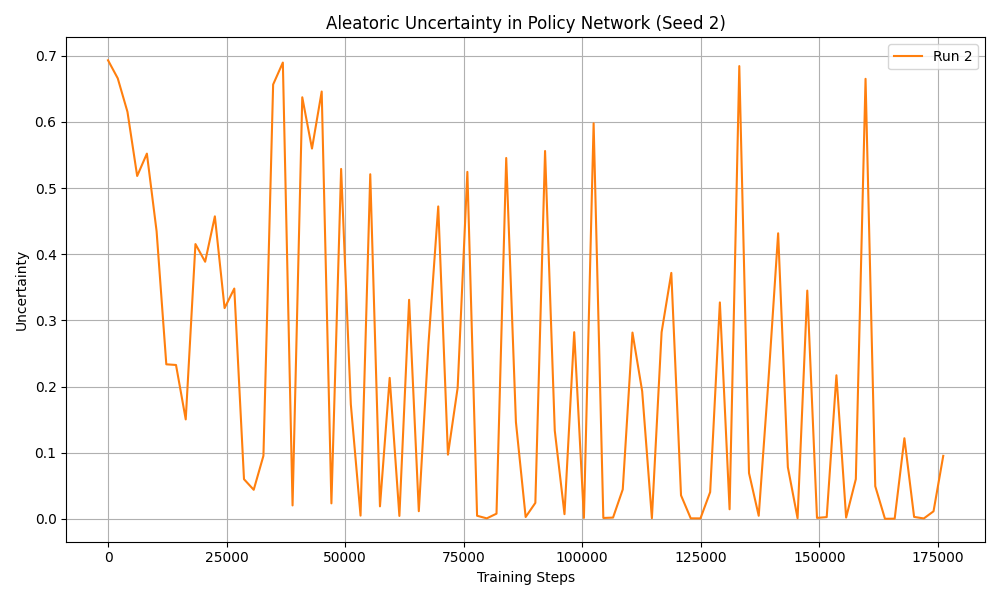 Aleatoric Uncertainty in Policy Network (Seed 2)
Run 2
Uncertainty
0.7
0.6
0.5
0.4
0.3
0.2
0.1
0.0
0 25000 50000 75000 100000 125000 150000 175000
Training Steps